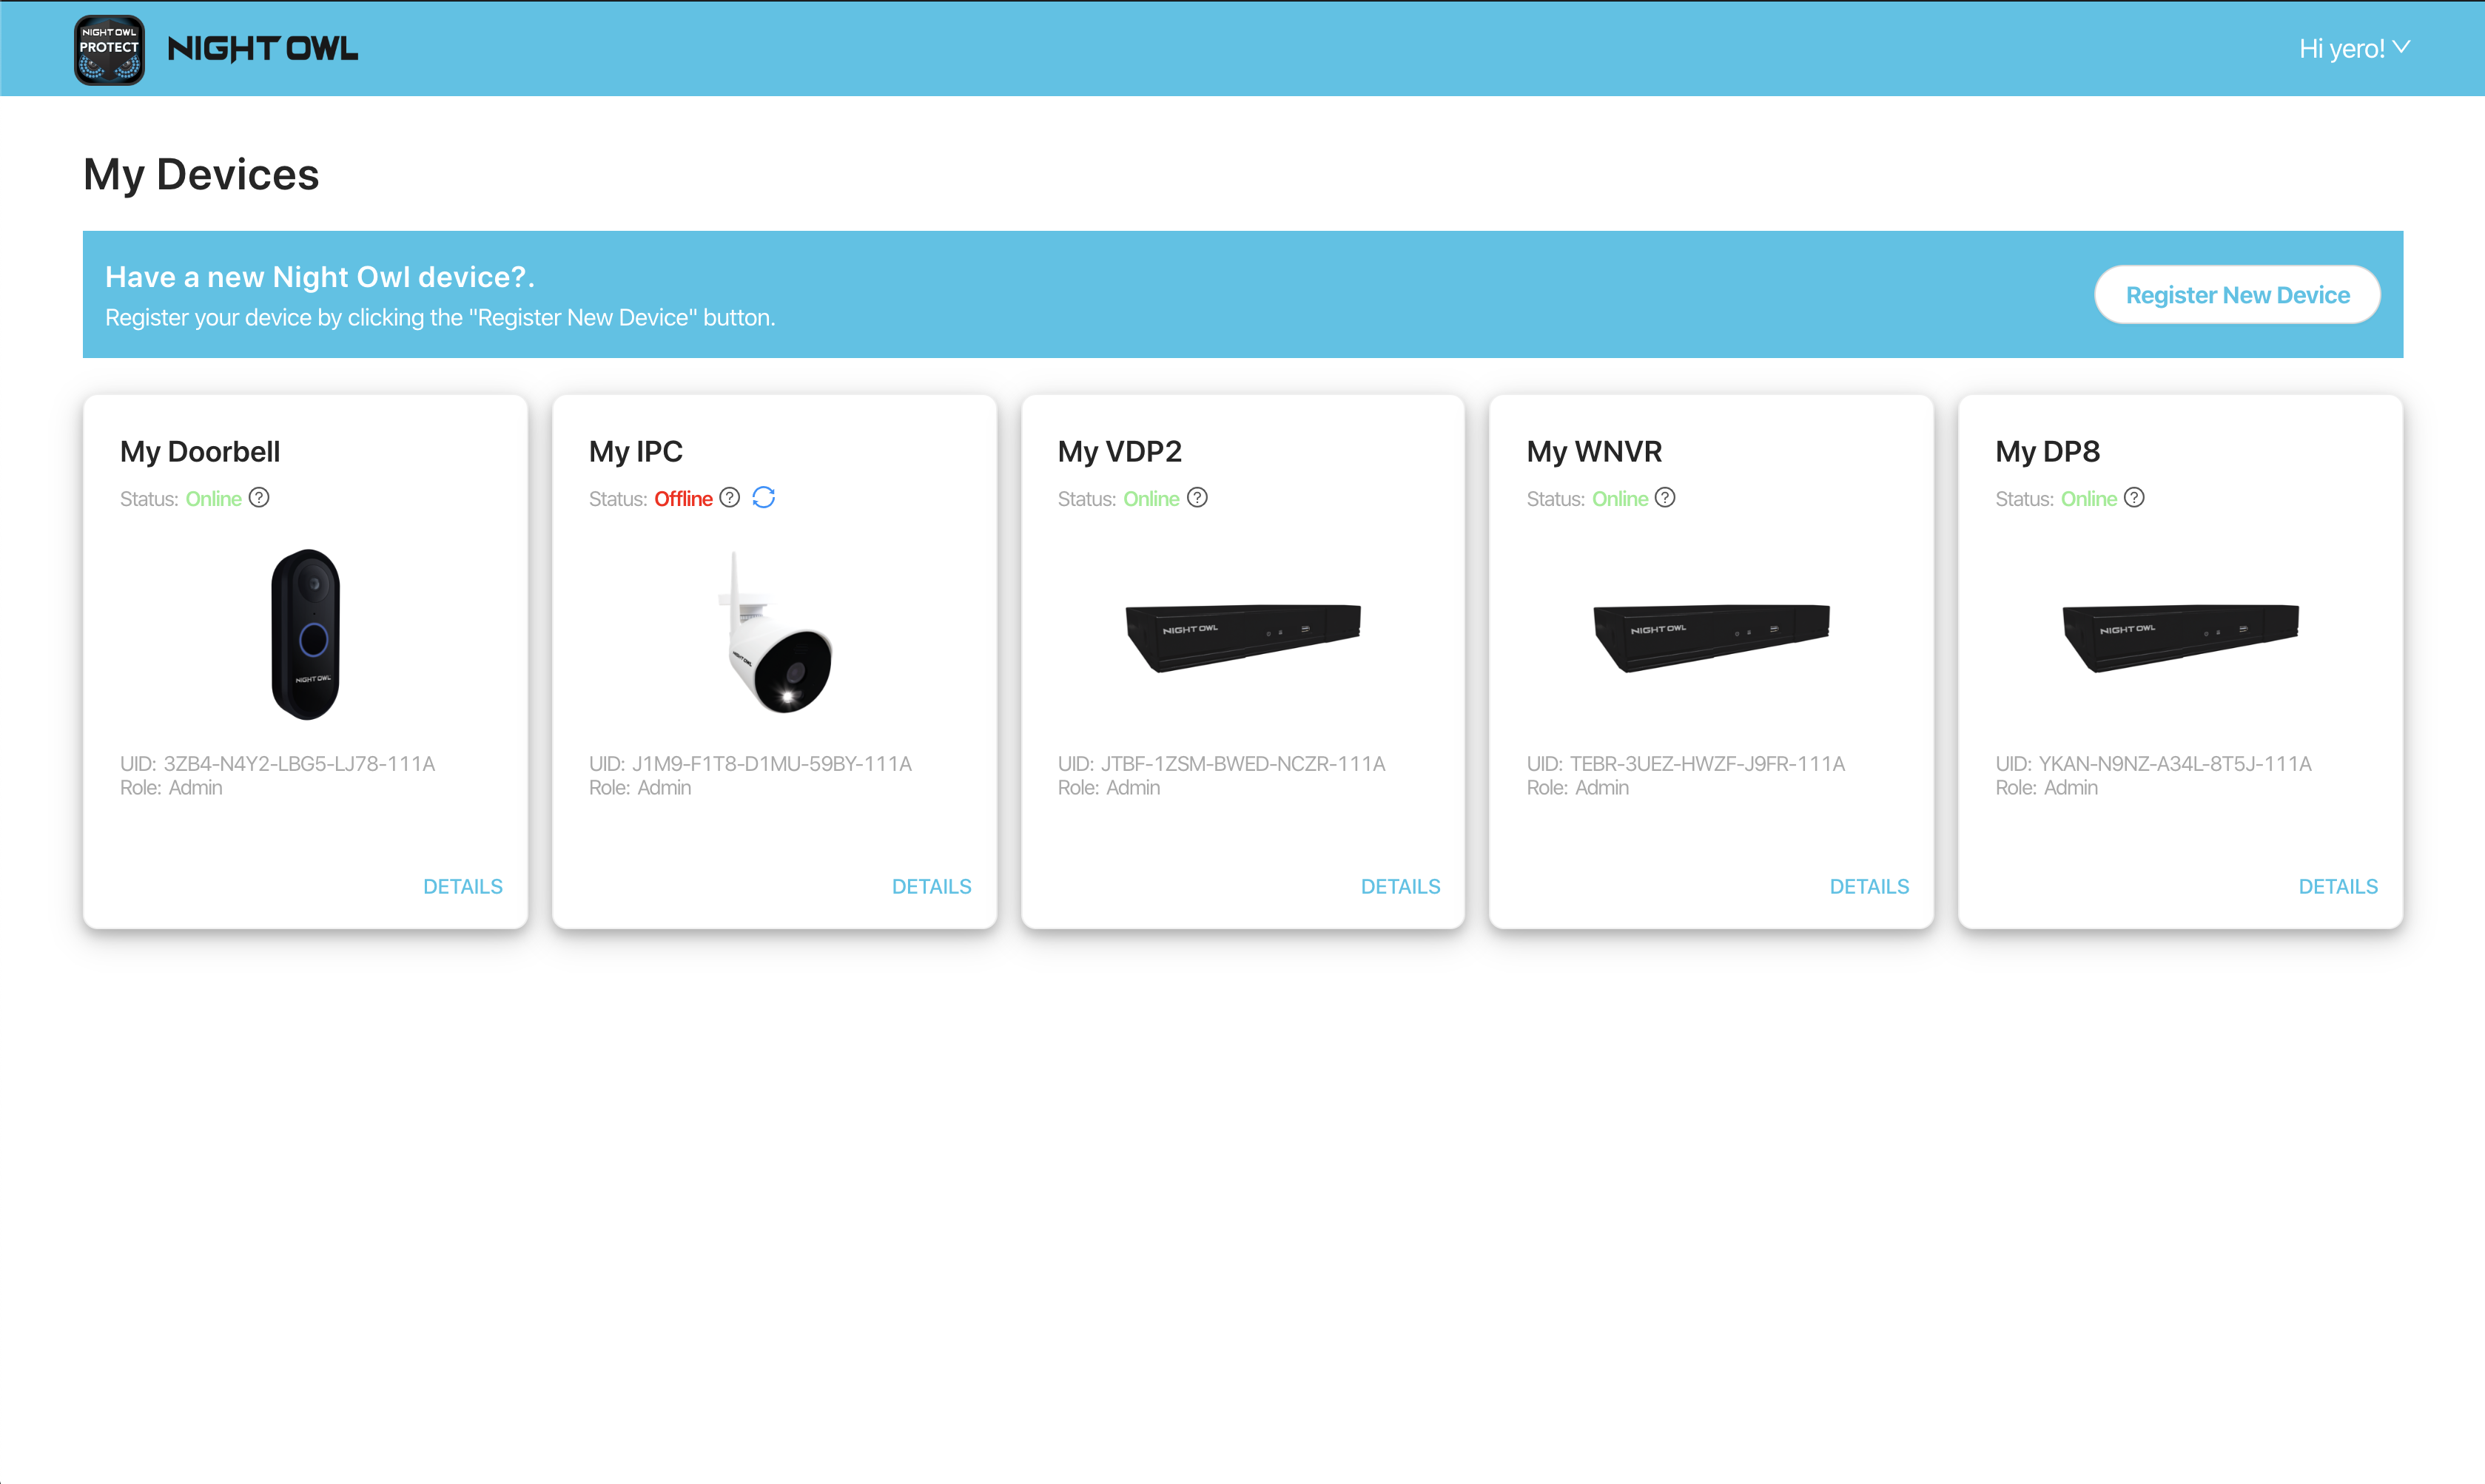 NIGHT OWL
PROTECT
NIGHT OWL
Hi yero!
My Devices
Have a new Night Owl device?.
Register your device by clicking the "Register New Device" button.
Register New Device
My Doorbell
Status: Online
NIGHT OWL
UID: 3ZB4-N4Y2-LBG5-LJ78-111A
Role: Admin
DETAILS
My IPC
Status: Offline
NIGHT OWL
UID: J1M9-F1T8-D1MU-59BY-111A
Role: Admin
DETAILS
My VDP2
Status: Online
NIGHT OWL
UID: JTBF-1ZSM-BWED-NCZR-111A
Role: Admin
DETAILS
My WNVR
Status: Online
NIGHT OWL
UID: TEBR-3UEZ-HWZF-J9FR-111A
Role: Admin
DETAILS
My DP8
Status: Online
NIGHT OWL
UID: YKAN-N9NZ-A34L-8T5J-111A
Role: Admin
DETAILS